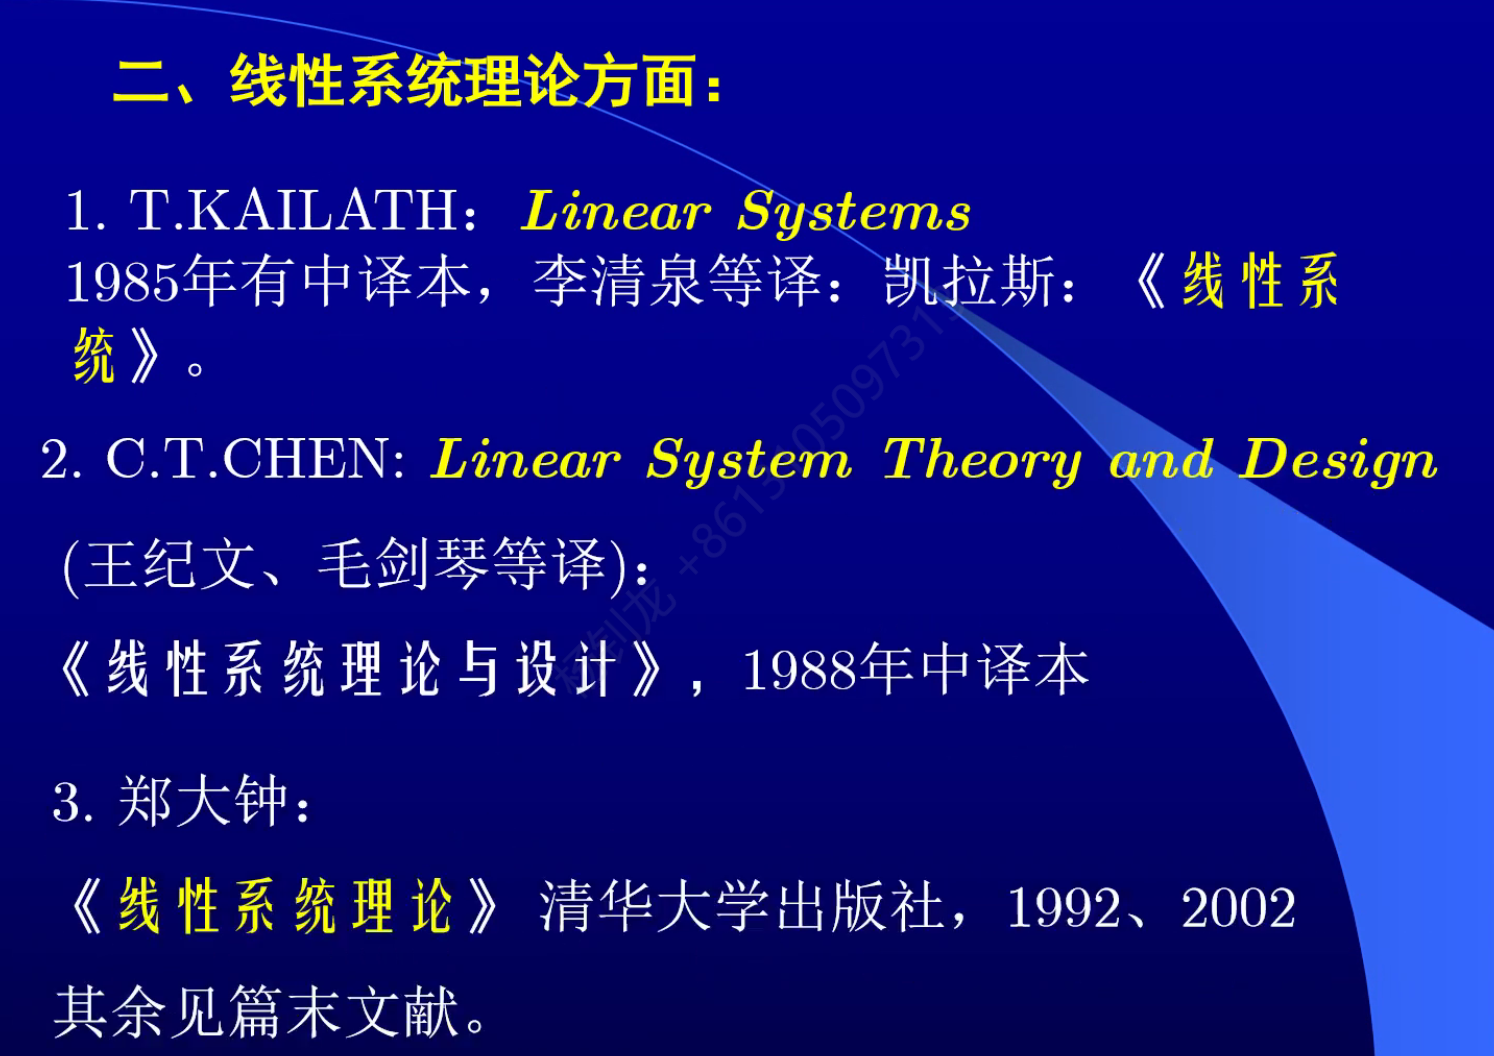 二、线性系统理论方面：
1. T.KAILATH：Linear Systems
1985年有中译本，李清泉等译：凯拉斯：《线性系
统》。
2. C.T.CHEN: Linear System Theory and Design
(王纪文、毛剑琴等译)：
《线性系统理论与设计》，1988年中译本
3. 郑大钟：
《线性系统理论》 清华大学出版社，1992、2002
其余见篇末文献。